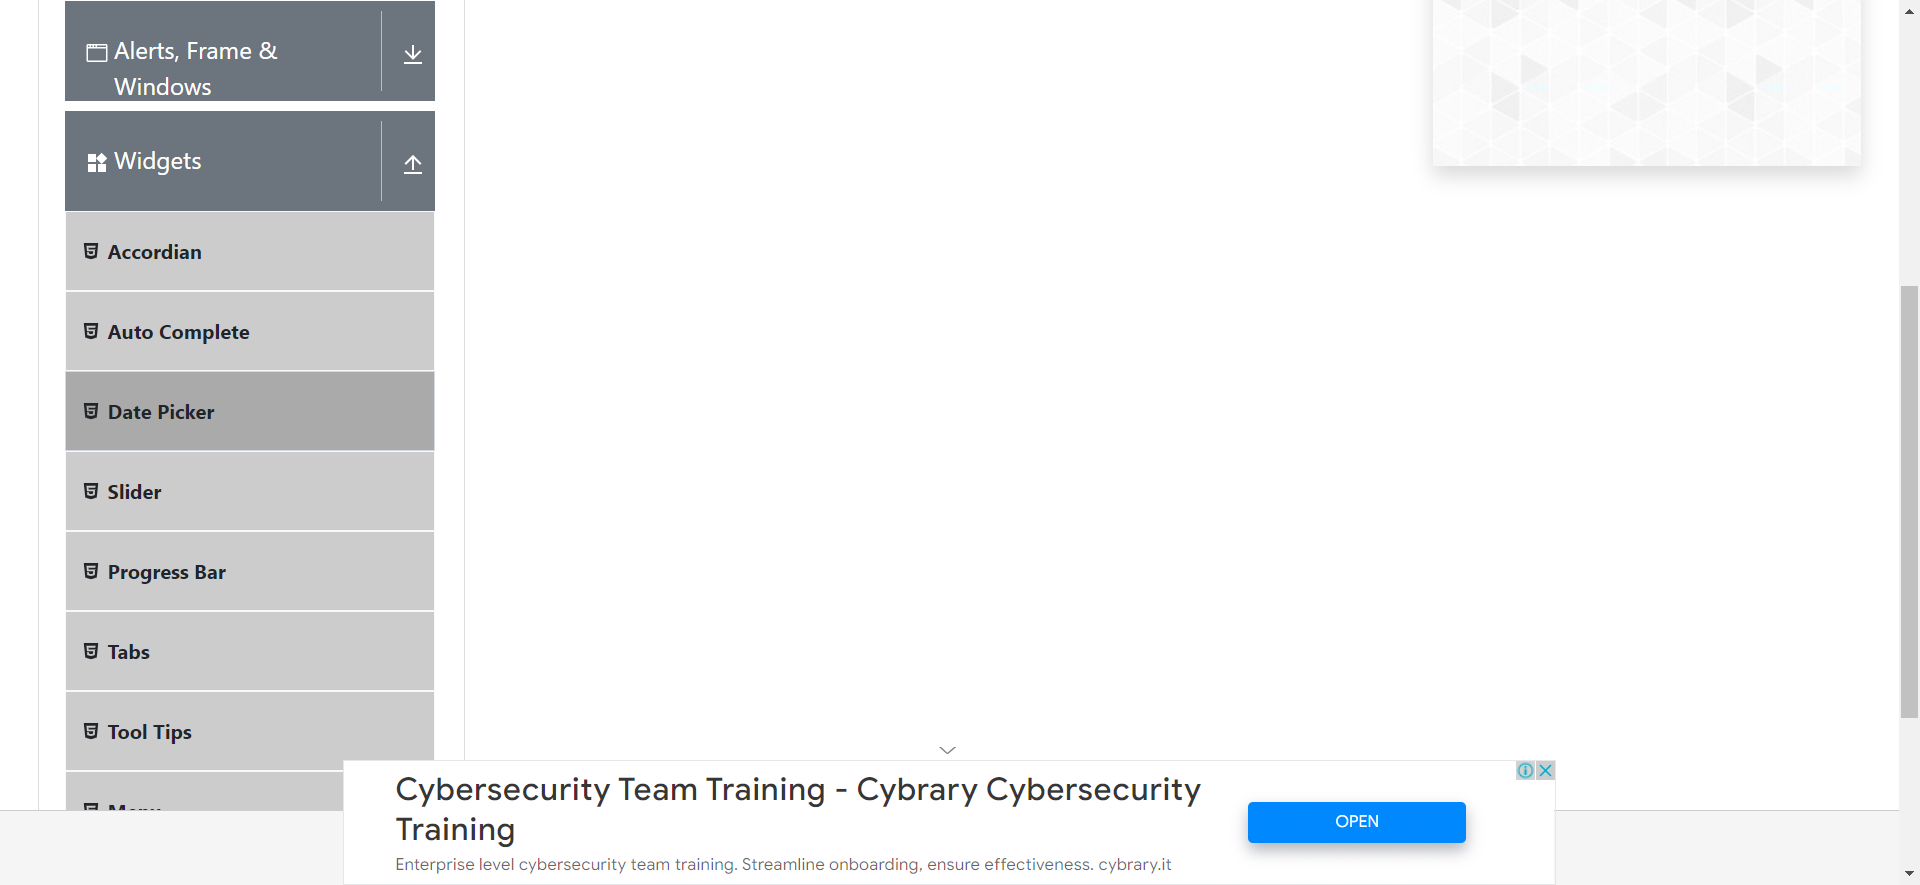 Alerts, Frame &
Windows
Widgets
Accordian
Auto Complete
Date Picker
Slider
Progress Bar
Tabs
Tool Tips
Menu
Cybersecurity Team Training - Cybrary Cybersecurity
Training
Enterprise level cybersecurity team training. Streamline onboarding, ensure effectiveness. cybrary.it
OPEN